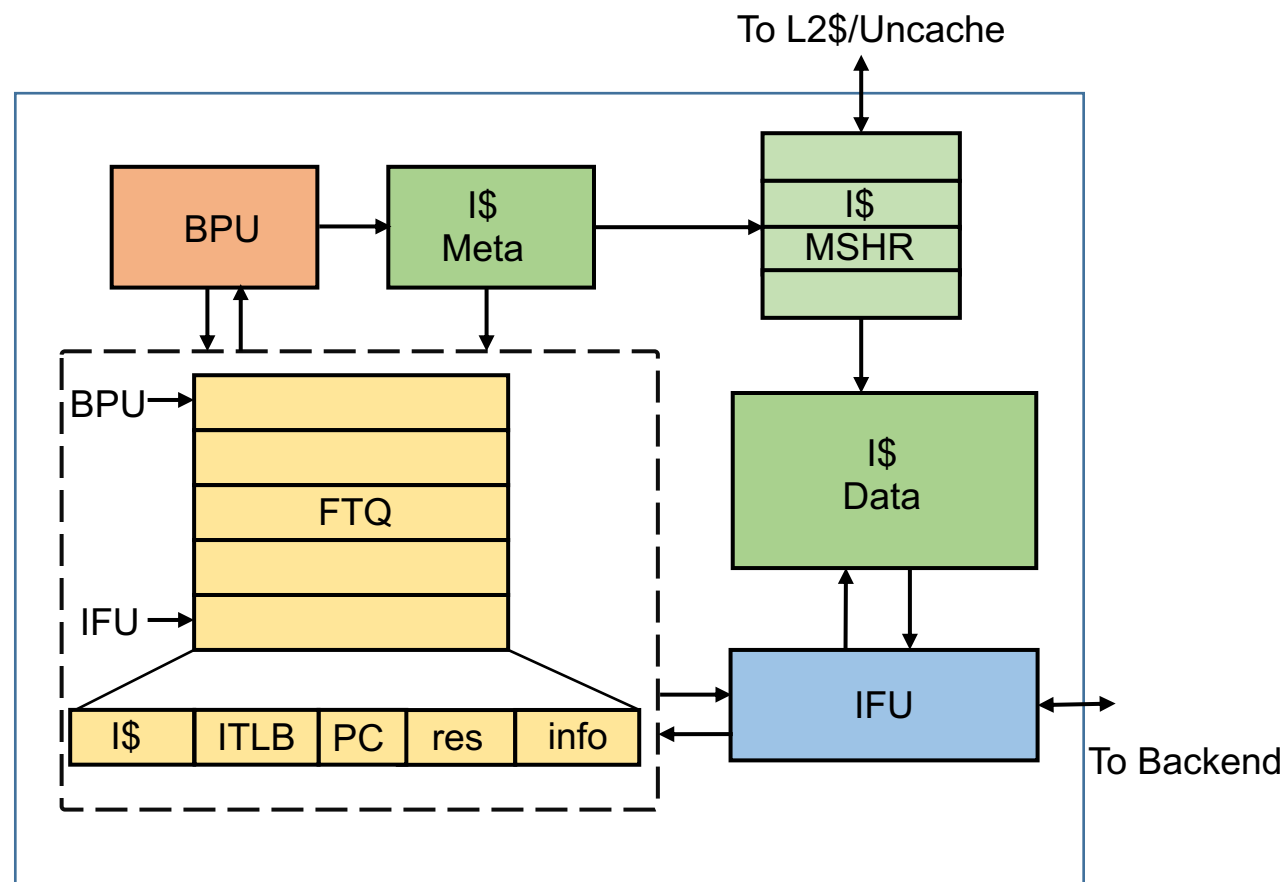 To L2$/Uncache
BPU
I$
Meta
I$
MSHR
BPU
FTQ
I$
Data
IFU
I$
ITLB
PC
res
info
IFU
To Backend